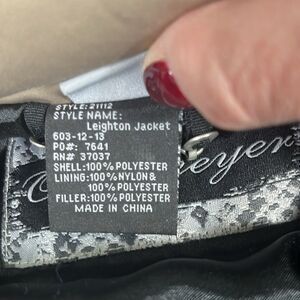 STYLE: 21112
STYLE NAME:
Leighton Jacket
603-12-13
PO#: 7641
RN# 37037
SHELL:100% POLYESTER
LINING:100% NYLON&
100% POLYESTER
FILLER:100% POLYESTER
MADE IN CHINA